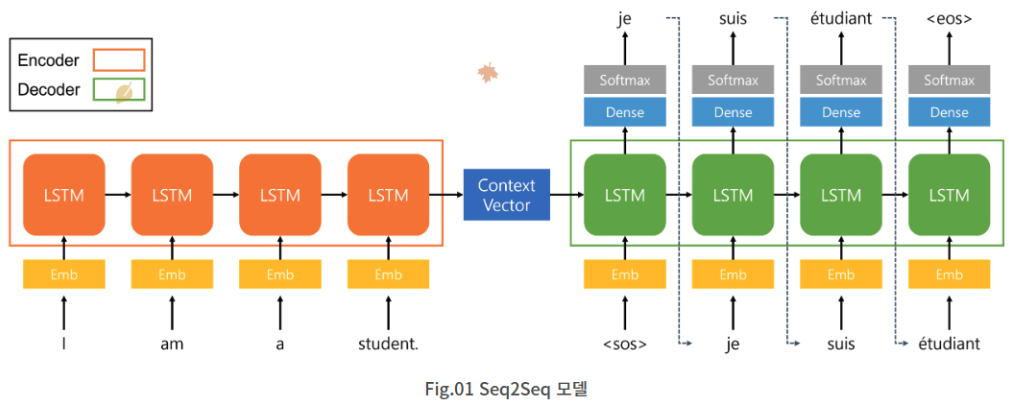 je suis étudiant <eos>
Encoder
Decoder
Softmax Softmax Softmax Softmax
Dense Dense Dense Dense
LSTM LSTM LSTM LSTM
Context
Vector
LSTM LSTM LSTM LSTM
Emb Emb Emb Emb
Emb Emb Emb Emb
I am a student.
<sos> je suis étudiant
Fig.01 Seq2Seq 모델